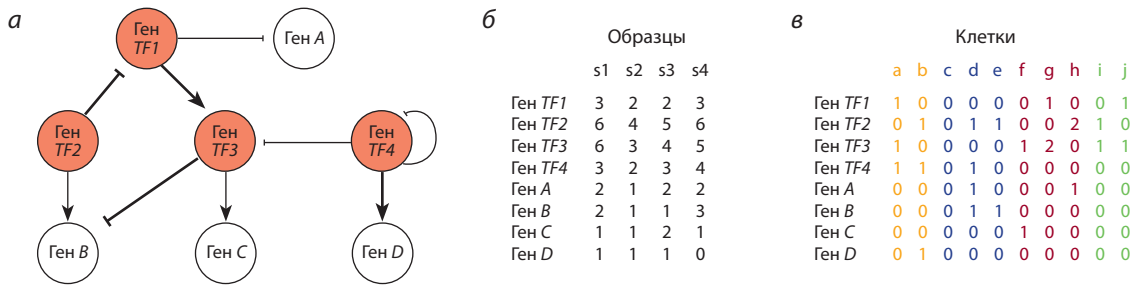 а
Ген TF1
Ген A
Ген TF2
Ген TF3
Ген TF4
Ген B
Ген C
Ген D
б
Образцы
s1 s2 s3 s4
Ген TF1 3 2 2 3
Ген TF2 6 4 5 6
Ген TF3 6 3 4 5
Ген TF4 3 2 3 4
Ген A 2 1 2 2
Ген B 2 1 1 3
Ген C 1 1 2 1
Ген D 1 1 1 0
в
Клетки
a b c d e f g h i j
Ген TF1 1 0 0 0 0 0 1 0 0 1
Ген TF2 0 1 0 1 1 0 0 2 1 0
Ген TF3 1 0 0 0 0 1 2 0 1 1
Ген TF4 1 1 0 1 0 0 0 0 0 0
Ген A 0 0 0 1 0 0 0 1 0 0
Ген B 0 0 0 1 1 0 0 0 0 0
Ген C 0 0 0 0 0 1 0 0 0 0
Ген D 0 1 0 0 0 0 0 0 0 0